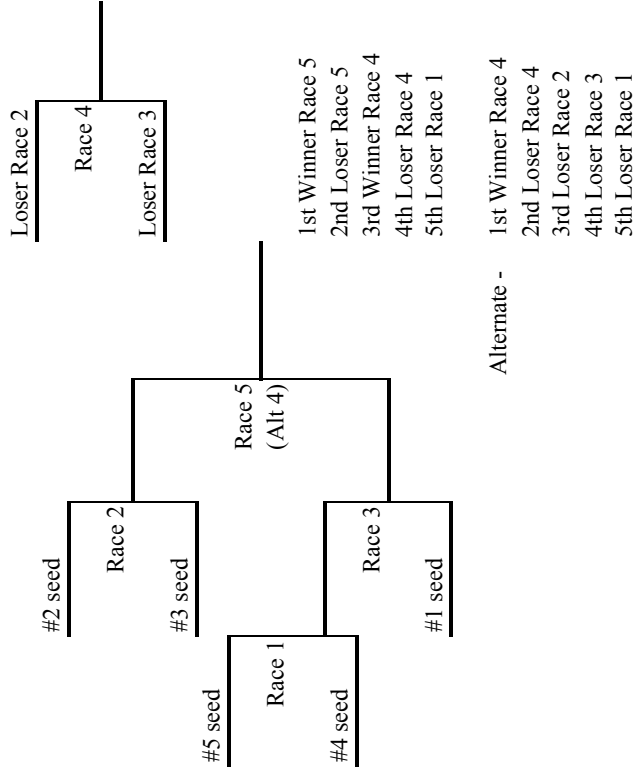 #2 seed
Race 2
#3 seed
#5 seed
Race 1
#4 seed
Race 3
#1 seed
Race 5
(Alt 4)
Loser Race 2
Race 4
Loser Race 3
1st Winner Race 5
2nd Loser Race 5
3rd Winner Race 4
4th Loser Race 4
5th Loser Race 1
Alternate - 1st Winner Race 4
2nd Loser Race 4
3rd Loser Race 2
4th Loser Race 3
5th Loser Race 1